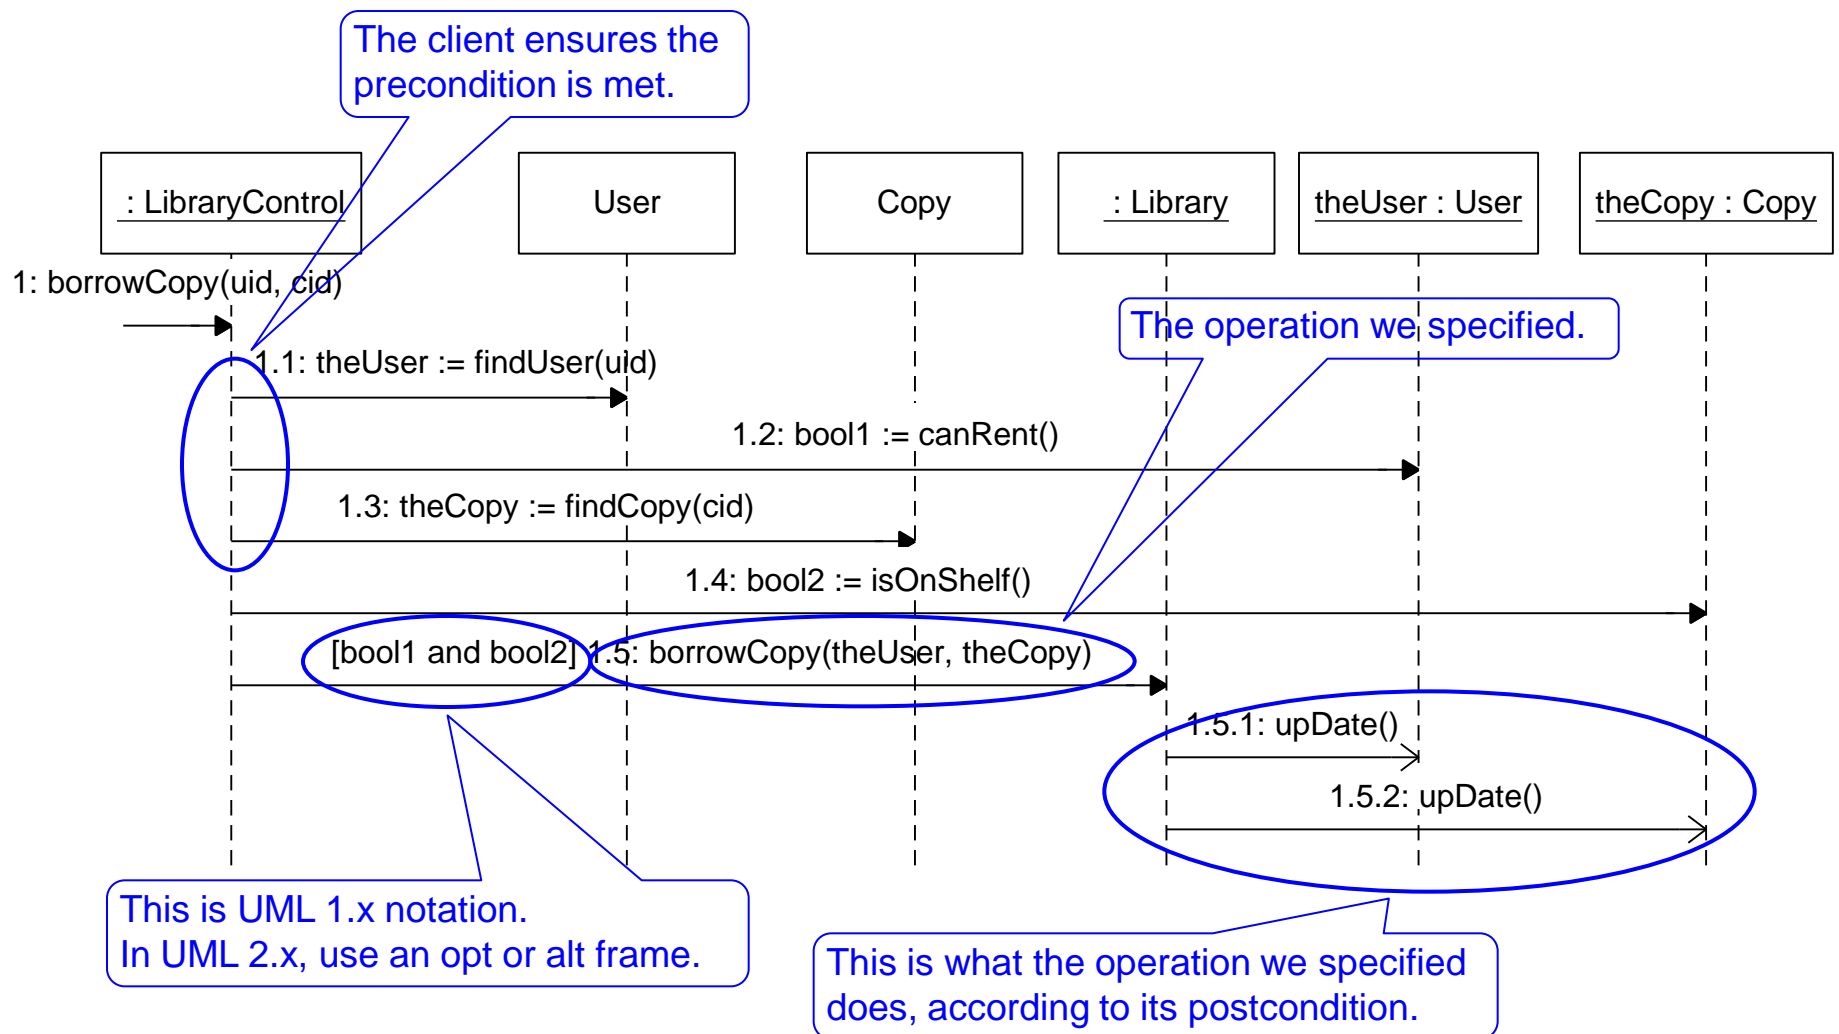 The client ensures the
precondition is met.
: LibraryControl
User
Copy
: Library
theUser : User
theCopy : Copy
1: borrowCopy(uid, cid)
The operation we specified.
1.1: theUser := findUser(uid)
1.2: bool1 := canRent()
1.3: theCopy := findCopy(cid)
1.4: bool2 := isOnShelf()
[bool1 and bool2] 1.5: borrowCopy(theUser, theCopy)
1.5.1: upDate()
1.5.2: upDate()
This is UML 1.x notation.
In UML 2.x, use an opt or alt frame.
This is what the operation we specified
does, according to its postcondition.